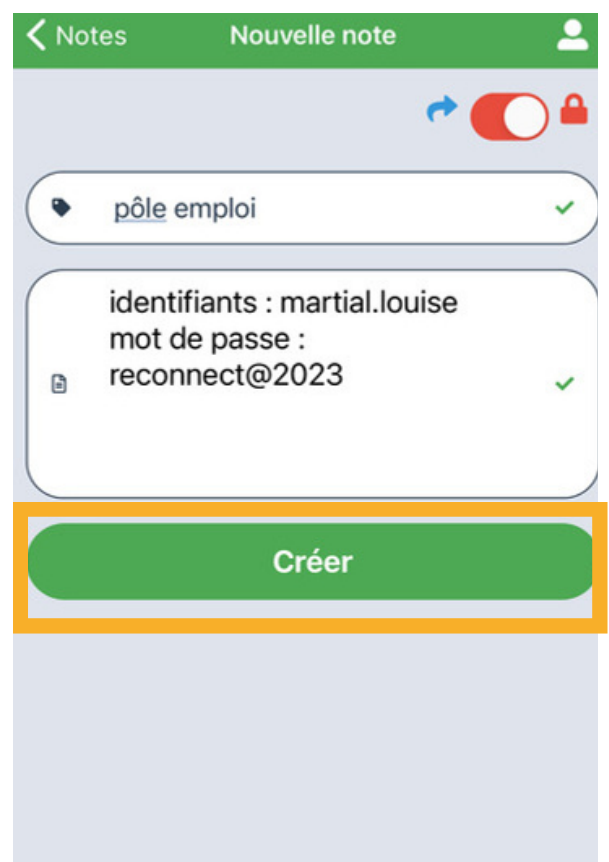 Notes Nouvelle note
pôle emploi
identifiants : martial.louise
mot de passe :
reconnect@2023
Créer